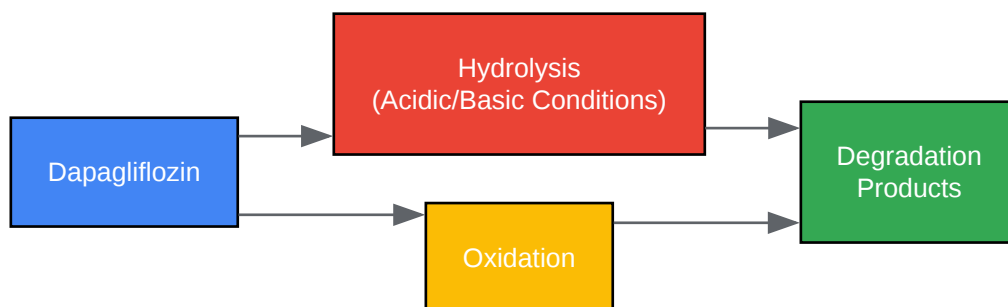 Hydrolysis
(Acidic/Basic Conditions)
Dapagliflozin
Degradation
Products
Oxidation